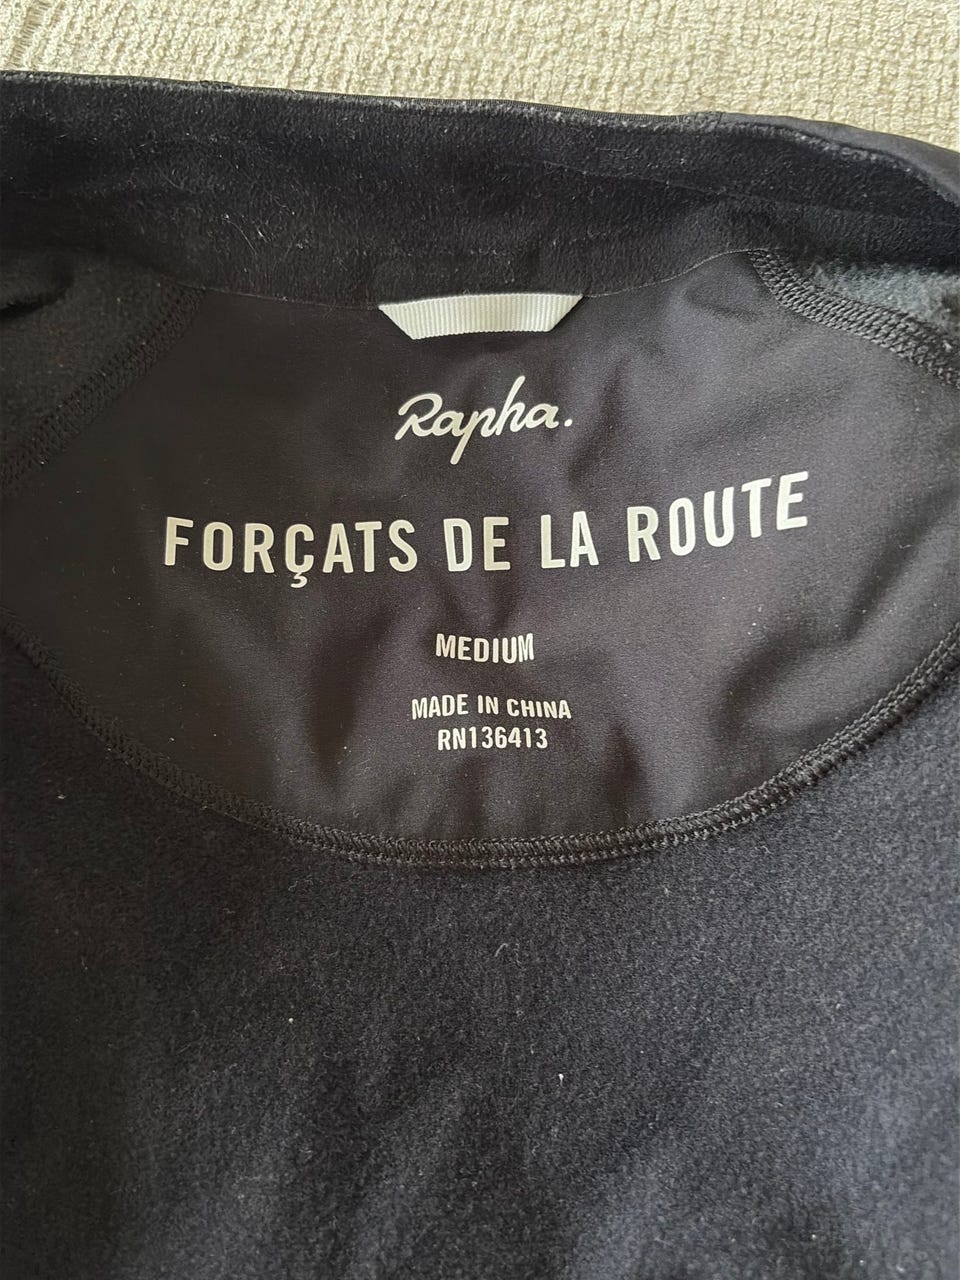 Rapha.
FORÇATS DE LA ROUTE
MEDIUM
MADE IN CHINA
RN136413